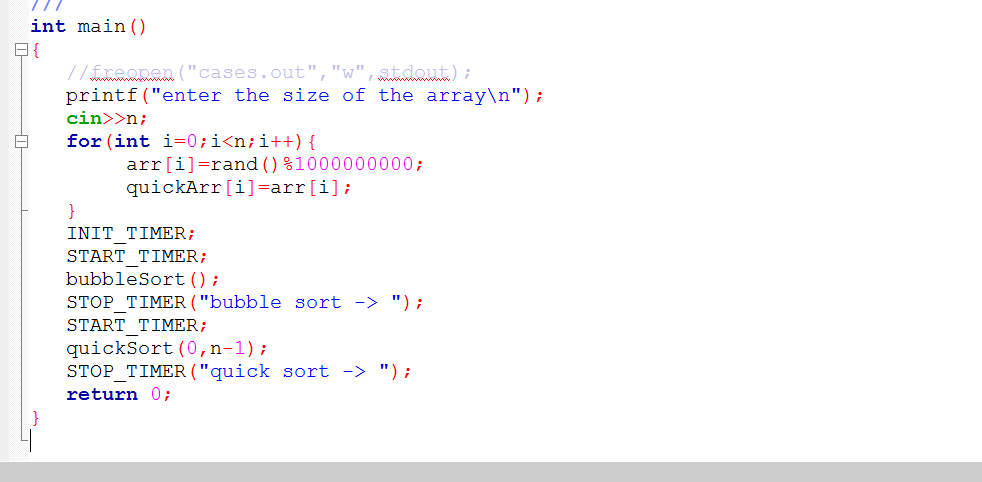 ///
int main()
{
//freopen("cases.out","w",stdout);
printf("enter the size of the array\n");
cin>>n;
for(int i=0;i<n;i++){
arr[i]=rand()%1000000000;
quickArr[i]=arr[i];
}
INIT_TIMER;
START_TIMER;
bubbleSort();
STOP_TIMER("bubble sort -> ");
START_TIMER;
quickSort(0,n-1);
STOP_TIMER("quick sort -> ");
return 0;
}